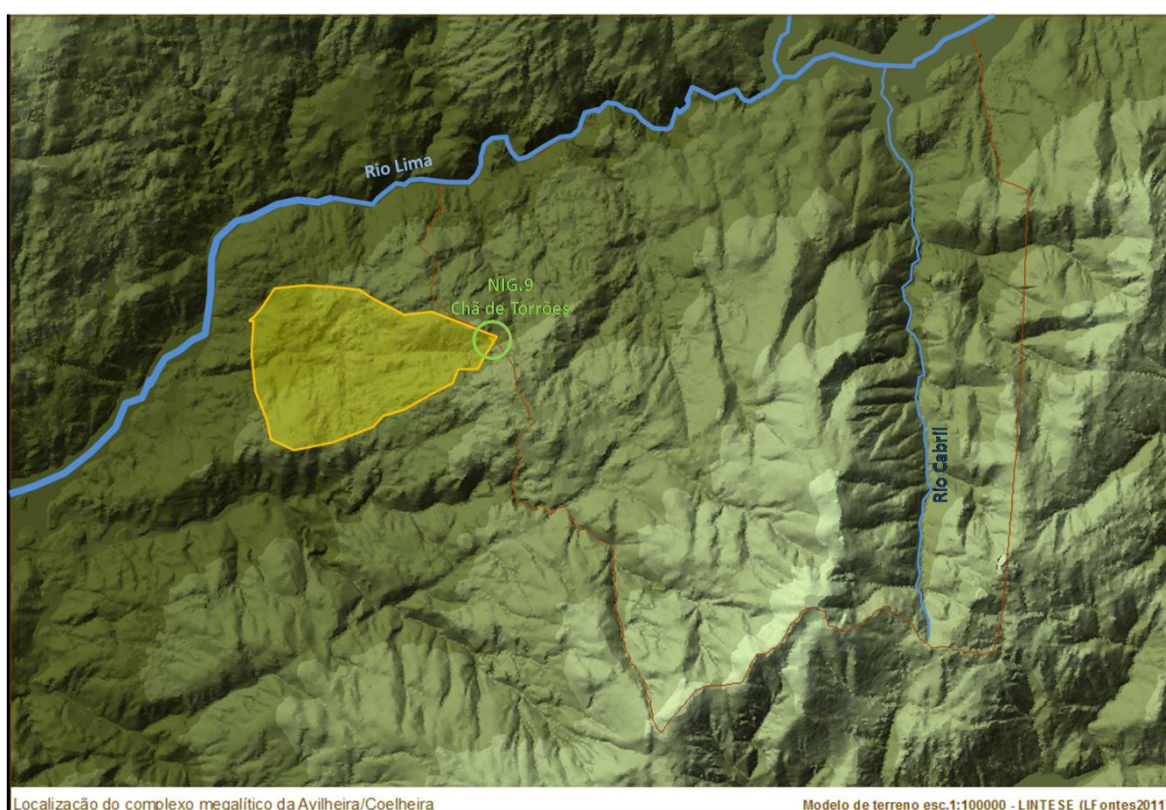 Rio Lima
NIG.9
Chã de Torrões
Rio Cabril
Localização do complexo megalítico da Avilheira/Coelheira
Modelo de terreno esc.1:100000 - LINTESE (LFontes2011)